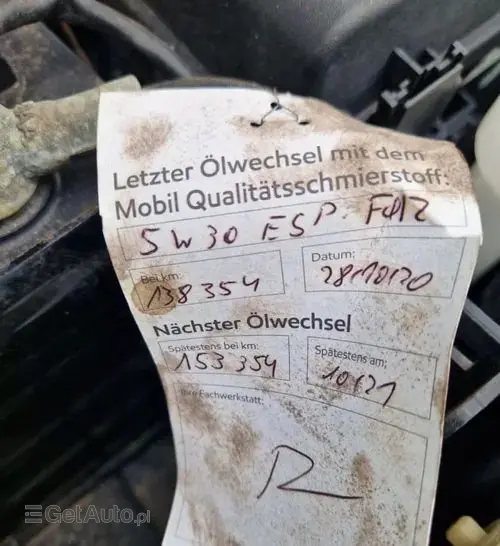 Letzter Ölwechsel mit dem
Mobil Qualitätsschmierstoff:
5W30 ESP.
Bei km: Datum:
138354 28.10.20
Nächster Ölwechsel
Spätestens bei km: Spätestens am:
153354 10/21
Ihre Fachwerkstatt:
GetAuto.pl